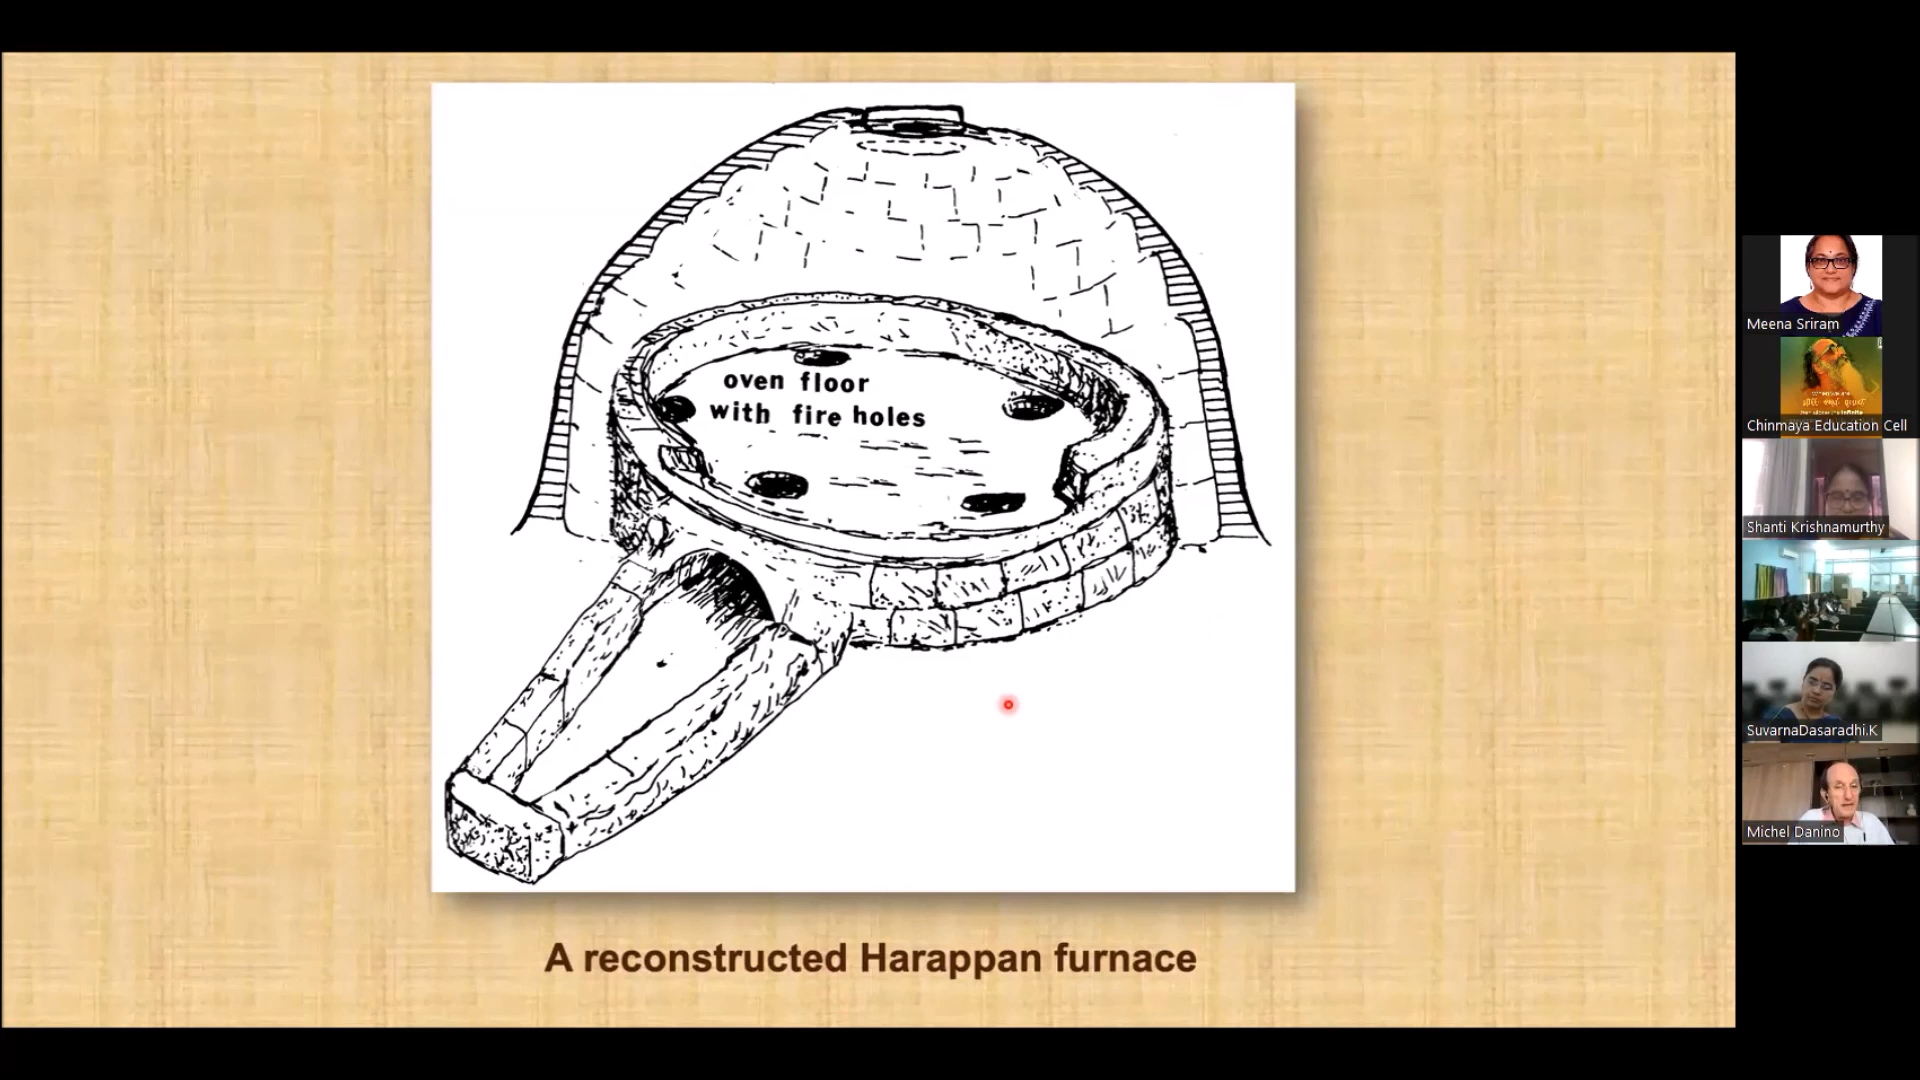 oven floor
with fire holes
A reconstructed Harappan furnace
Meena Sriram
Chinmaya Education Cell
Shanti Krishnamurthy
SuvarnaDasaradhi.K
Michel Danino